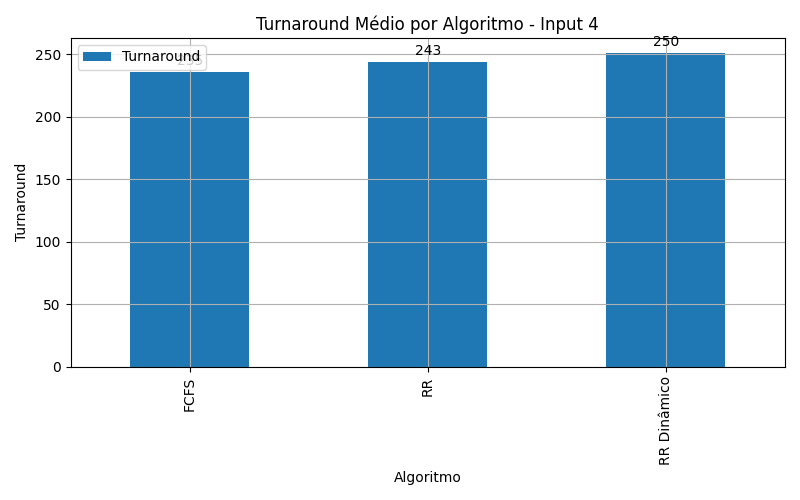 Turnaround Médio por Algoritmo - Input 4
Turnaround
235
243
250
250
200
150
100
50
0
Turnaround
FCFS
RR
RR Dinâmico
Algoritmo